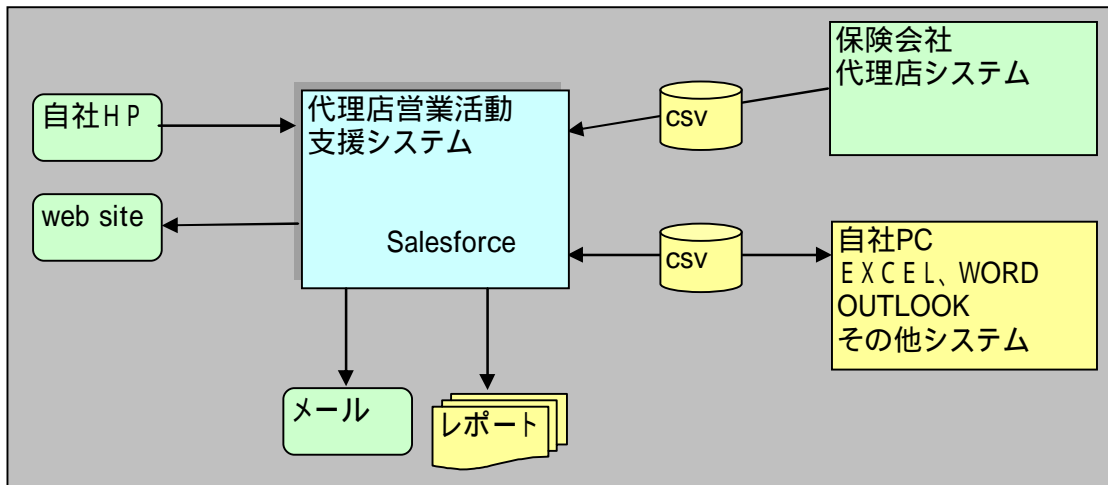 自社ＨＰ
web site
代理店営業活動
支援システム
Salesforce
csv
保険会社
代理店システム
csv
自社PC
ＥＸＣＥＬ、WORD
OUTLOOK
その他システム
メール
レポート